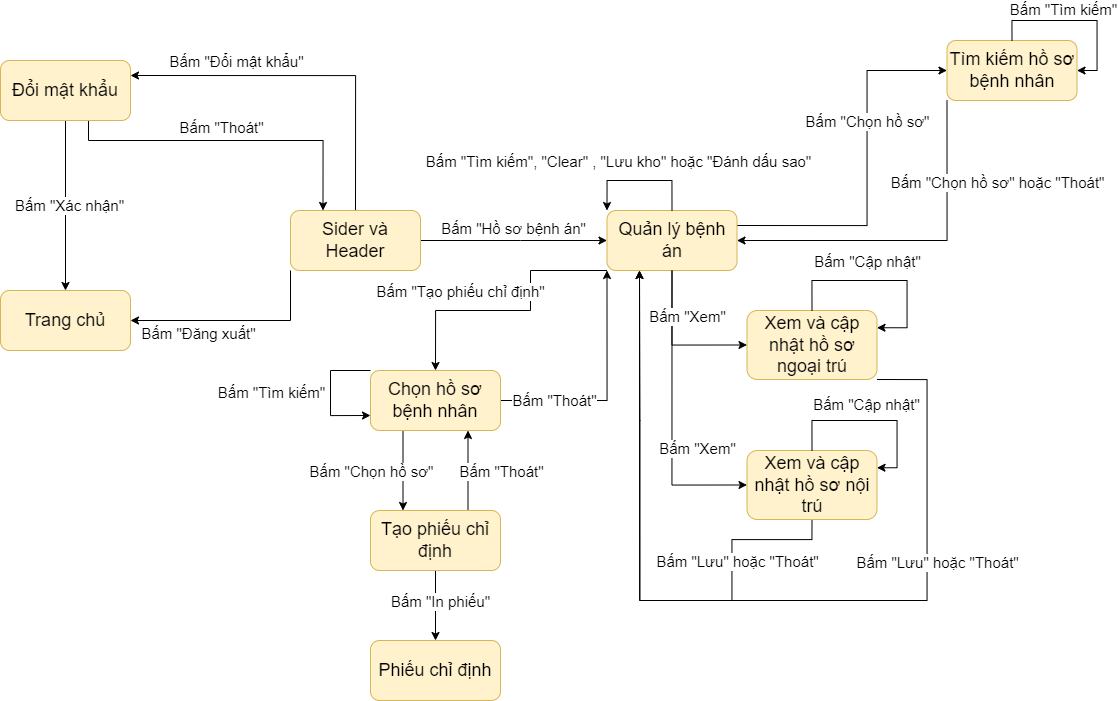 Bấm "Tìm kiếm"
Tìm kiếm hồ sơ
bệnh nhân
Bấm "Đổi mật khẩu"
Đổi mật khẩu
Bấm "Thoát"
Bấm "Chọn hồ sơ"
Bấm "Tìm kiếm", "Clear" , "Lưu kho" hoặc "Đánh dấu sao"
Bấm "Chọn hồ sơ" hoặc "Thoát"
Bấm "Xác nhận"
Sider và
Header
Bấm "Hồ sơ bệnh án"
Quản lý bệnh
án
Bấm "Cập nhật"
Bấm "Tạo phiếu chỉ định"
Trang chủ
Bấm "Đăng xuất"
Bấm "Xem"
Xem và cập
nhật hồ sơ
ngoại trú
Bấm "Tìm kiếm"
Chọn hồ sơ
bệnh nhân
Bấm "Thoát"
Bấm "Cập nhật"
Bấm "Xem"
Bấm "Chọn hồ sơ"
Bấm "Thoát"
Xem và cập
nhật hồ sơ nội
trú
Tạo phiếu chỉ
định
Bấm "Lưu" hoặc "Thoát"
Bấm "Lưu" hoặc "Thoát"
Bấm "In phiếu"
Phiếu chỉ định